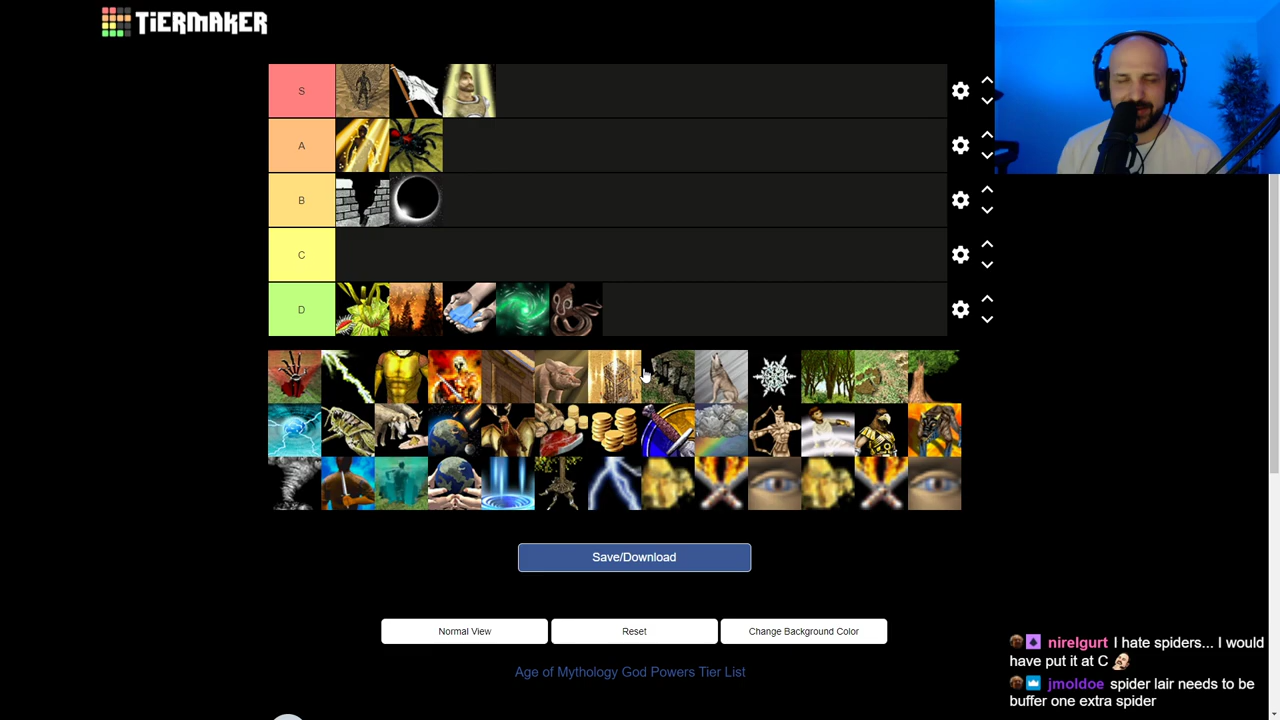 TiERMAKER
S
A
B
C
D
Save/Download
Normal View
Reset
Change Background Color
Age of Mythology God Powers Tier List
nirelgurt I hate spiders... I would
have put it at C
jmoldoe spider lair needs to be
buffer one extra spider